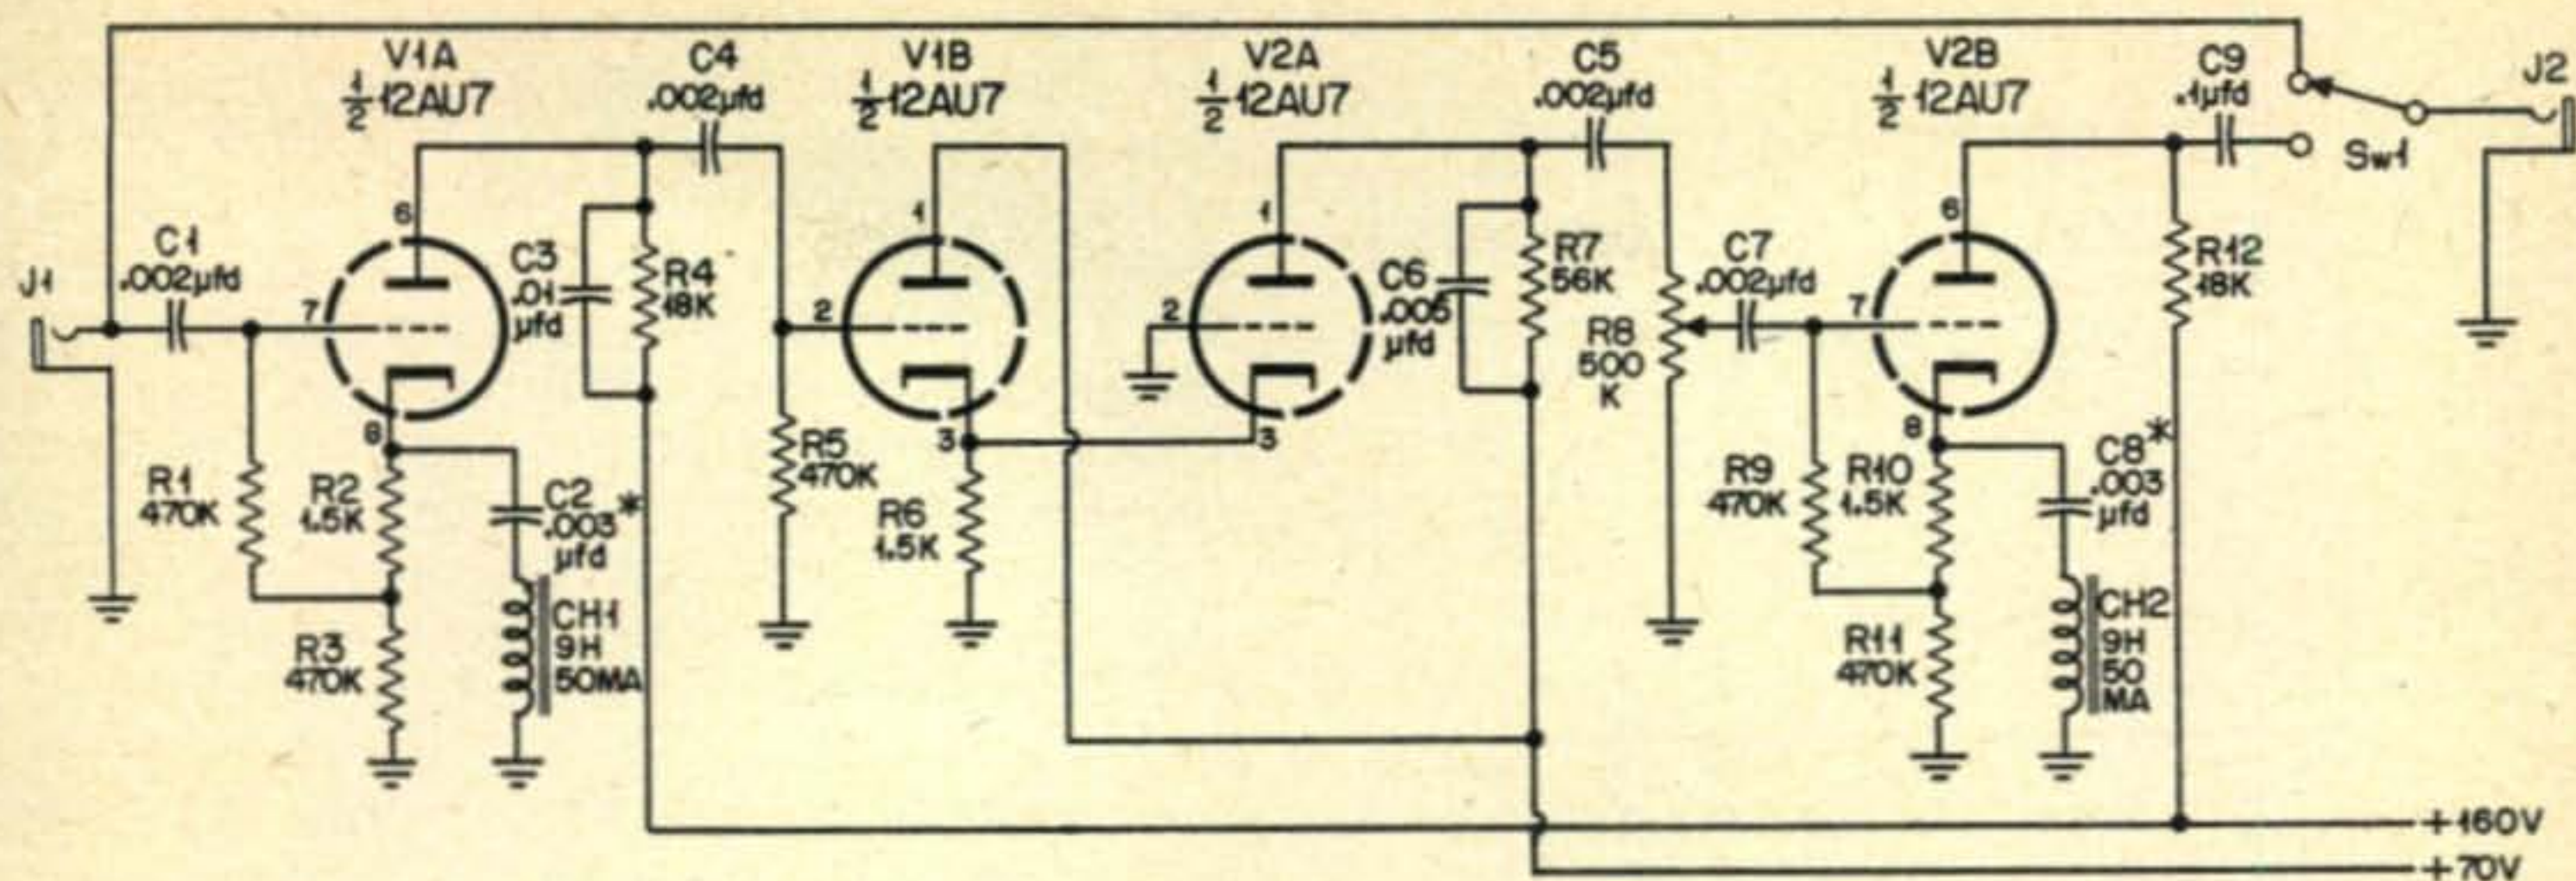 V1A
1/2 12AU7
C4
.002µfd
V1B
1/2 12AU7
V2A
1/2 12AU7
C5
.002µfd
V2B
1/2 12AU7
C9
.1µfd
J2
Sw1
J1
C1
.002µfd
6
7
8
C3
.01
µfd
R4
18K
1
2
3
1
2
3
C6
.005
µfd
R7
56K
R8
500
K
C7
.002µfd
6
7
8
R12
18K
R1
470K
R2
1.5K
C2
.003*
µfd
R3
470K
CH1
9H
50MA
R5
470K
R6
1.5K
R9
470K
R10
1.5K
C8*
.003
µfd
R11
470K
CH2
9H
50
MA
+160V
+70V